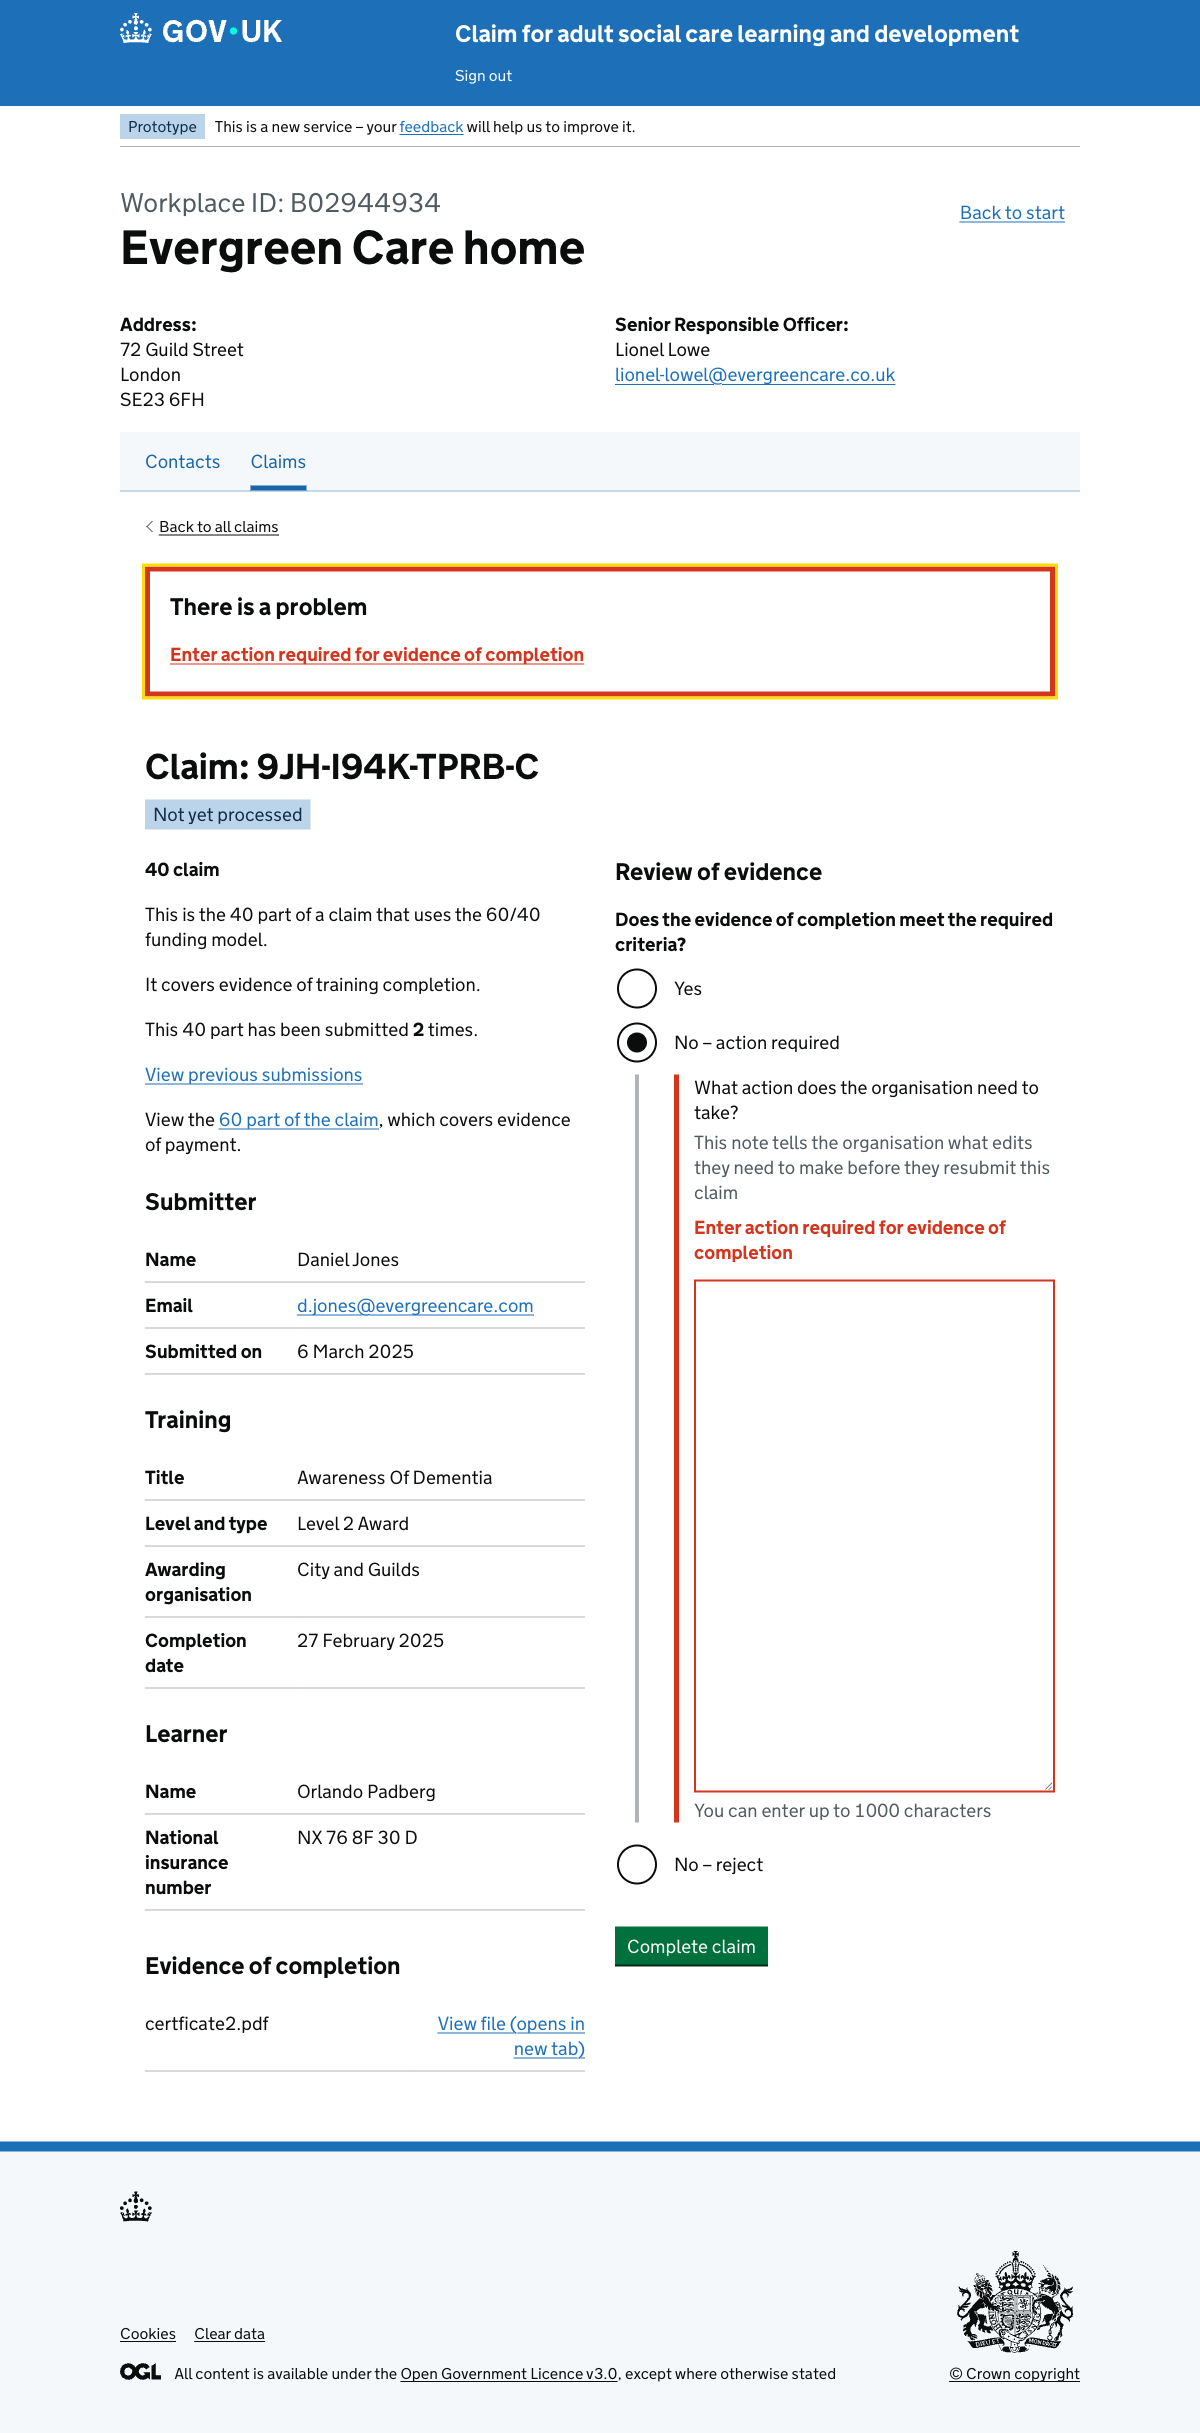 GOV·UK
Claim for adult social care learning and development
Sign out
Prototype
This is a new service – your feedback will help us to improve it.
Workplace ID: B02944934
Evergreen Care home
Back to start
Address:
72 Guild Street
London
SE23 6FH
Senior Responsible Officer:
Lionel Lowe
lionel-lowel@evergreencare.co.uk
Contacts
Claims
Back to all claims
There is a problem
Enter action required for evidence of completion
Claim: 9JH-I94K-TPRB-C
Not yet processed
40 claim
This is the 40 part of a claim that uses the 60/40
funding model.
It covers evidence of training completion.
This 40 part has been submitted 2 times.
View previous submissions
View the 60 part of the claim, which covers evidence
of payment.
Submitter
Name Daniel Jones
Email d.jones@evergreencare.com
Submitted on 6 March 2025
Training
Title Awareness Of Dementia
Level and type Level 2 Award
Awarding City and Guilds
organisation
Completion 27 February 2025
date
Learner
Name Orlando Padberg
National NX 76 8F 30 D
insurance
number
Evidence of completion
certficate2.pdf View file (opens in
new tab)
Review of evidence
Does the evidence of completion meet the required
criteria?
Yes
No – action required
What action does the organisation need to
take?
This note tells the organisation what edits
they need to make before they resubmit this
claim
Enter action required for evidence of
completion
You can enter up to 1000 characters
No – reject
Complete claim
Cookies
Clear data
OGL
All content is available under the Open Government Licence v3.0, except where otherwise stated
© Crown copyright